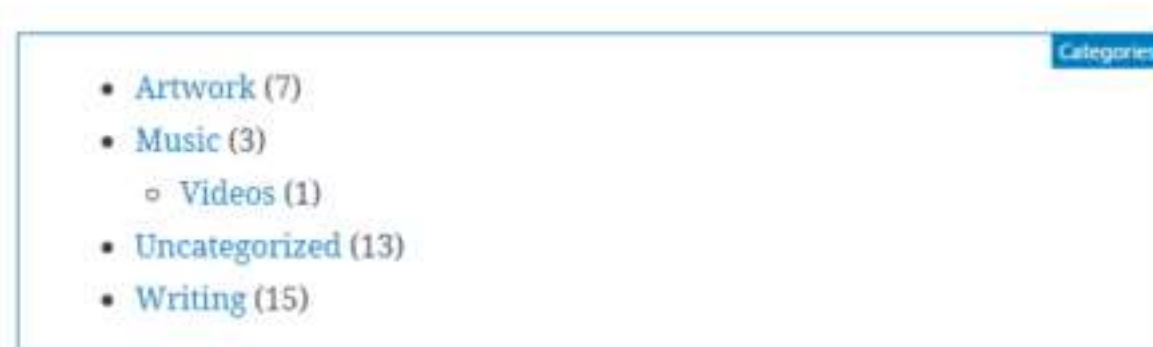 Categories
• Artwork (7)
• Music (3)
◦ Videos (1)
• Uncategorized (13)
• Writing (15)